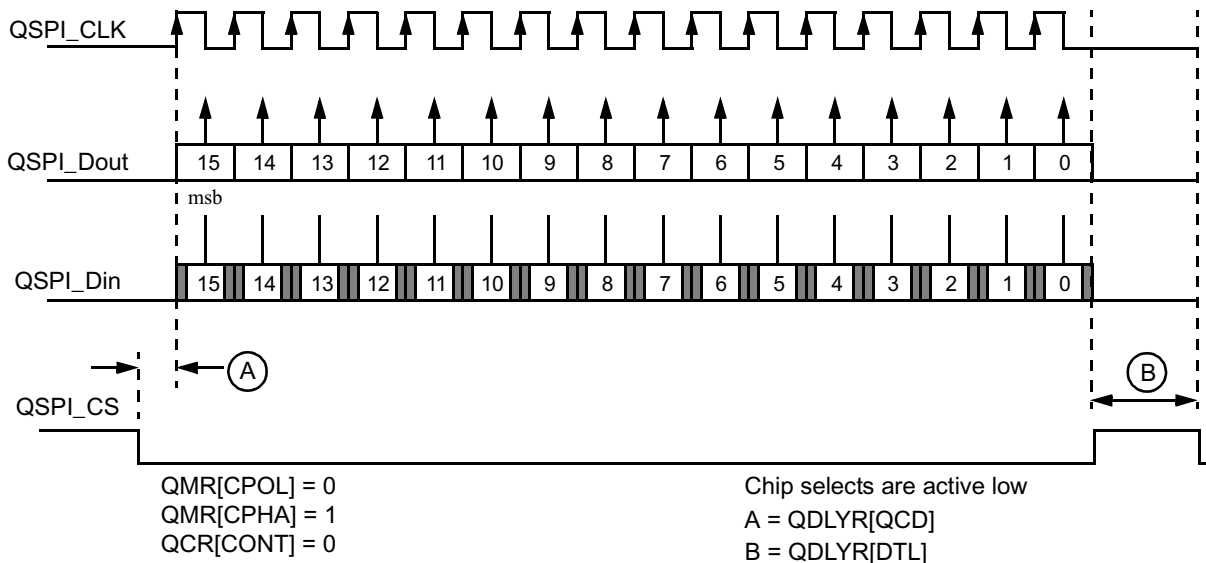 QSPI_CLK
QSPI_Dout
15 14 13 12 11 10 9 8 7 6 5 4 3 2 1 0
msb
QSPI_Din
15 14 13 12 11 10 9 8 7 6 5 4 3 2 1 0
A
B
QSPI_CS
QMR[CPOL] = 0
QMR[CPHA] = 1
QCR[CONT] = 0
Chip selects are active low
A = QDLYR[QCD]
B = QDLYR[DTL]